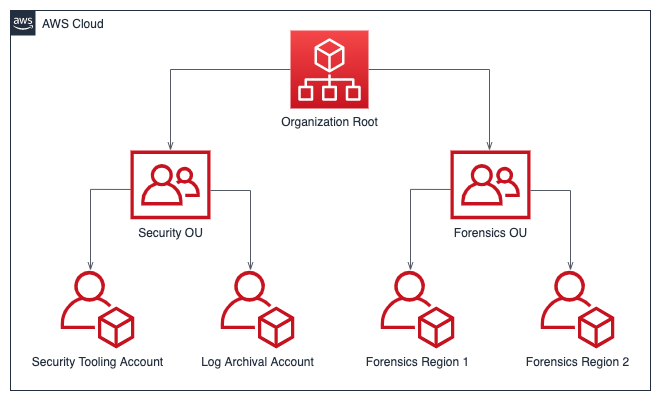 aws
AWS Cloud
Organization Root
Security OU
Forensics OU
Security Tooling Account
Log Archival Account
Forensics Region 1
Forensics Region 2